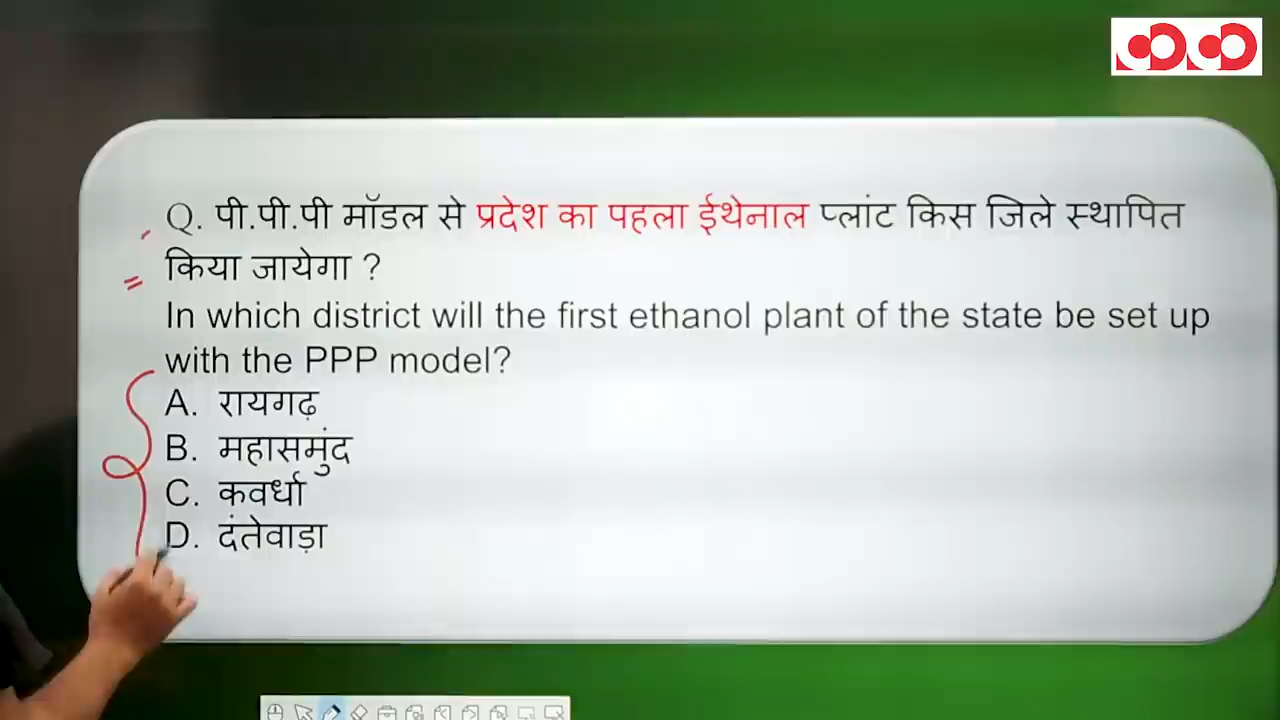 Q. पी.पी.पी मॉडल से प्रदेश का पहला ईथेनाल प्लांट किस जिले स्थापित
किया जायेगा ?
In which district will the first ethanol plant of the state be set up
with the PPP model?
A. रायगढ़
B. महासमुंद
C. कवर्धा
D. दंतेवाड़ा